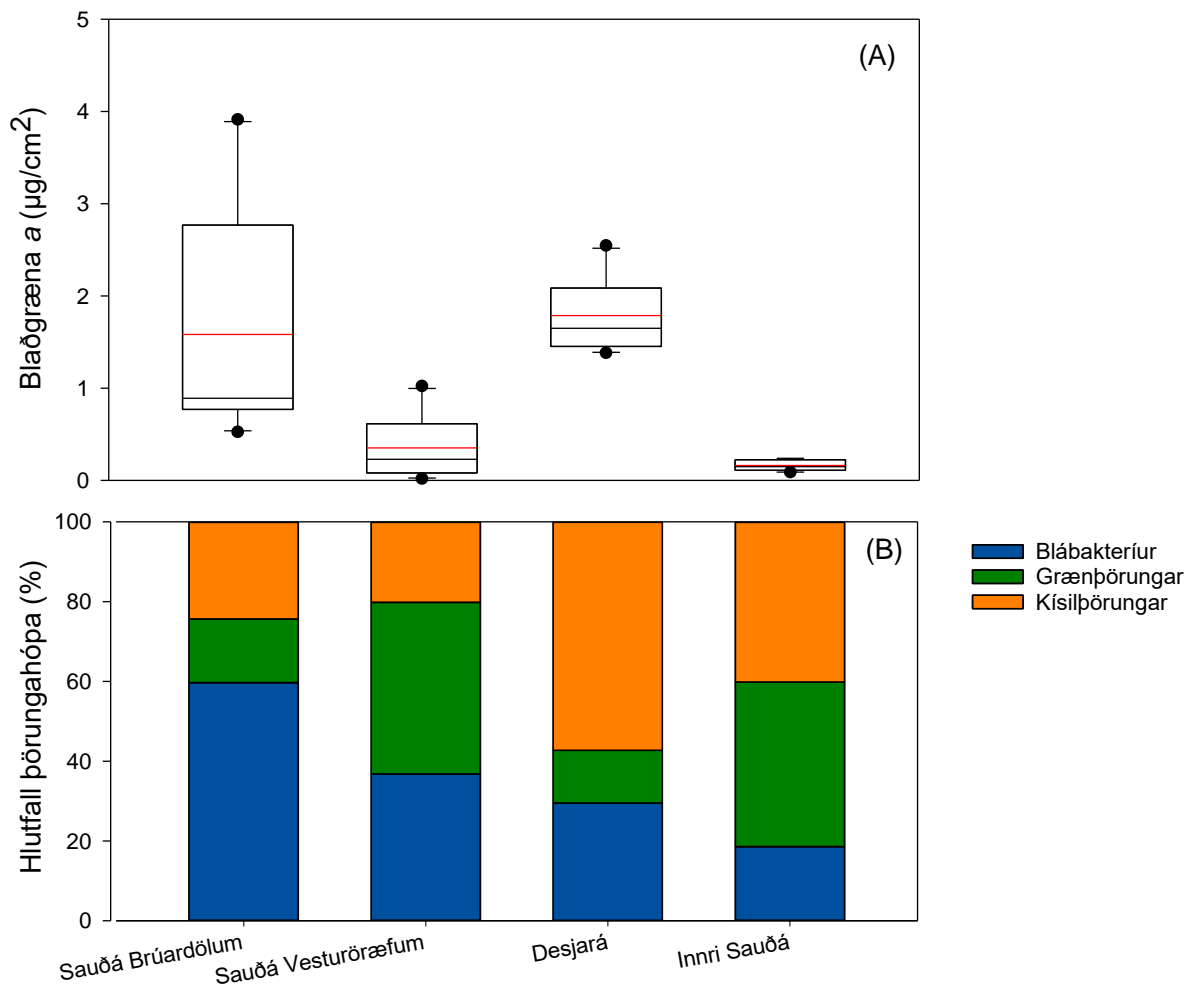 5
4
3
2
1
0
Blaðgræna a (µg/cm2)
(A)
100
80
60
40
20
0
Hlutfall þörungahópa (%)
(B)
Blábakteríur
Grænþörungar
Kísilþörungar
Sauðá Brúardölum
Sauðá Vesturöræfum
Desjará
Innri Sauðá